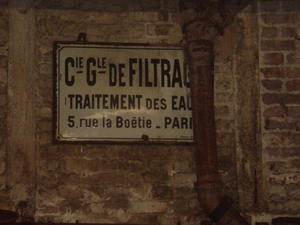 Cie Gle DE FILTRAG
TRAITEMENT DES EAU
5, rue la Boëtie _ PARI